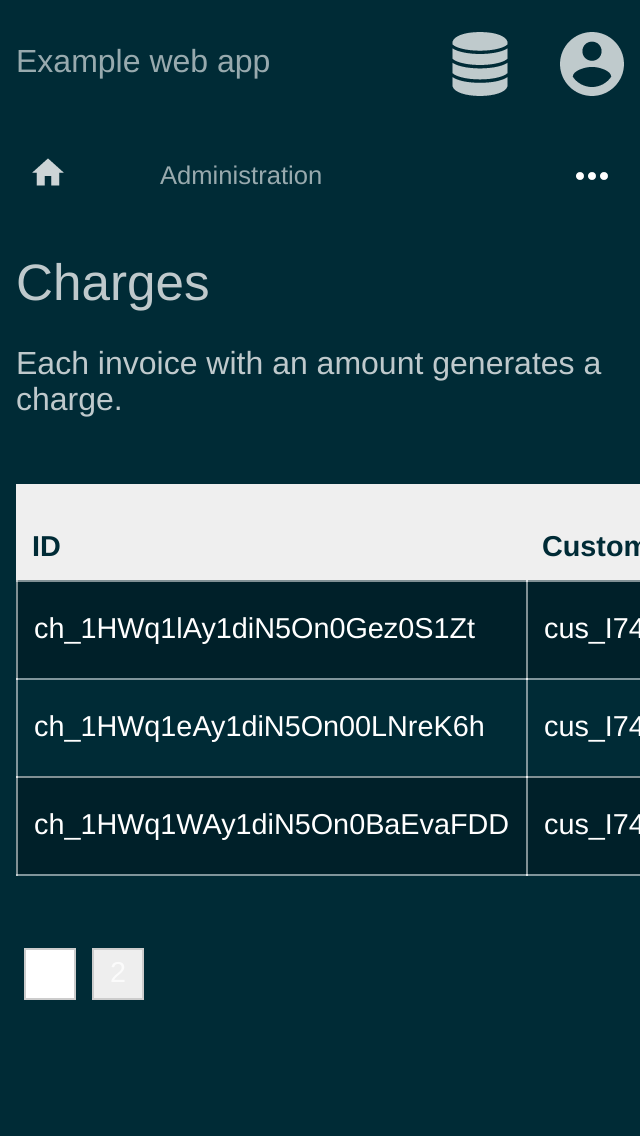 Example web app
Administration
Charges
Each invoice with an amount generates a
charge.
ID Custom
ch_1HWq1lAy1diN5On0Gez0S1Zt cus_I74
ch_1HWq1eAy1diN5On00LNreK6h cus_I74
ch_1HWq1WAy1diN5On0BaEvaFDD cus_I74
2